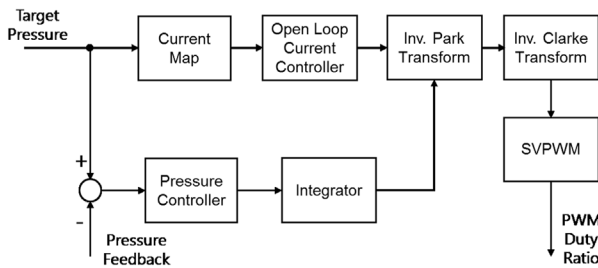 Target
Pressure
Current
Map
Open Loop
Current
Controller
Inv. Park
Transform
Inv. Clarke
Transform
SVPWM
+
-
Pressure
Controller
Integrator
Pressure
Feedback
PWM
Duty
Ratio